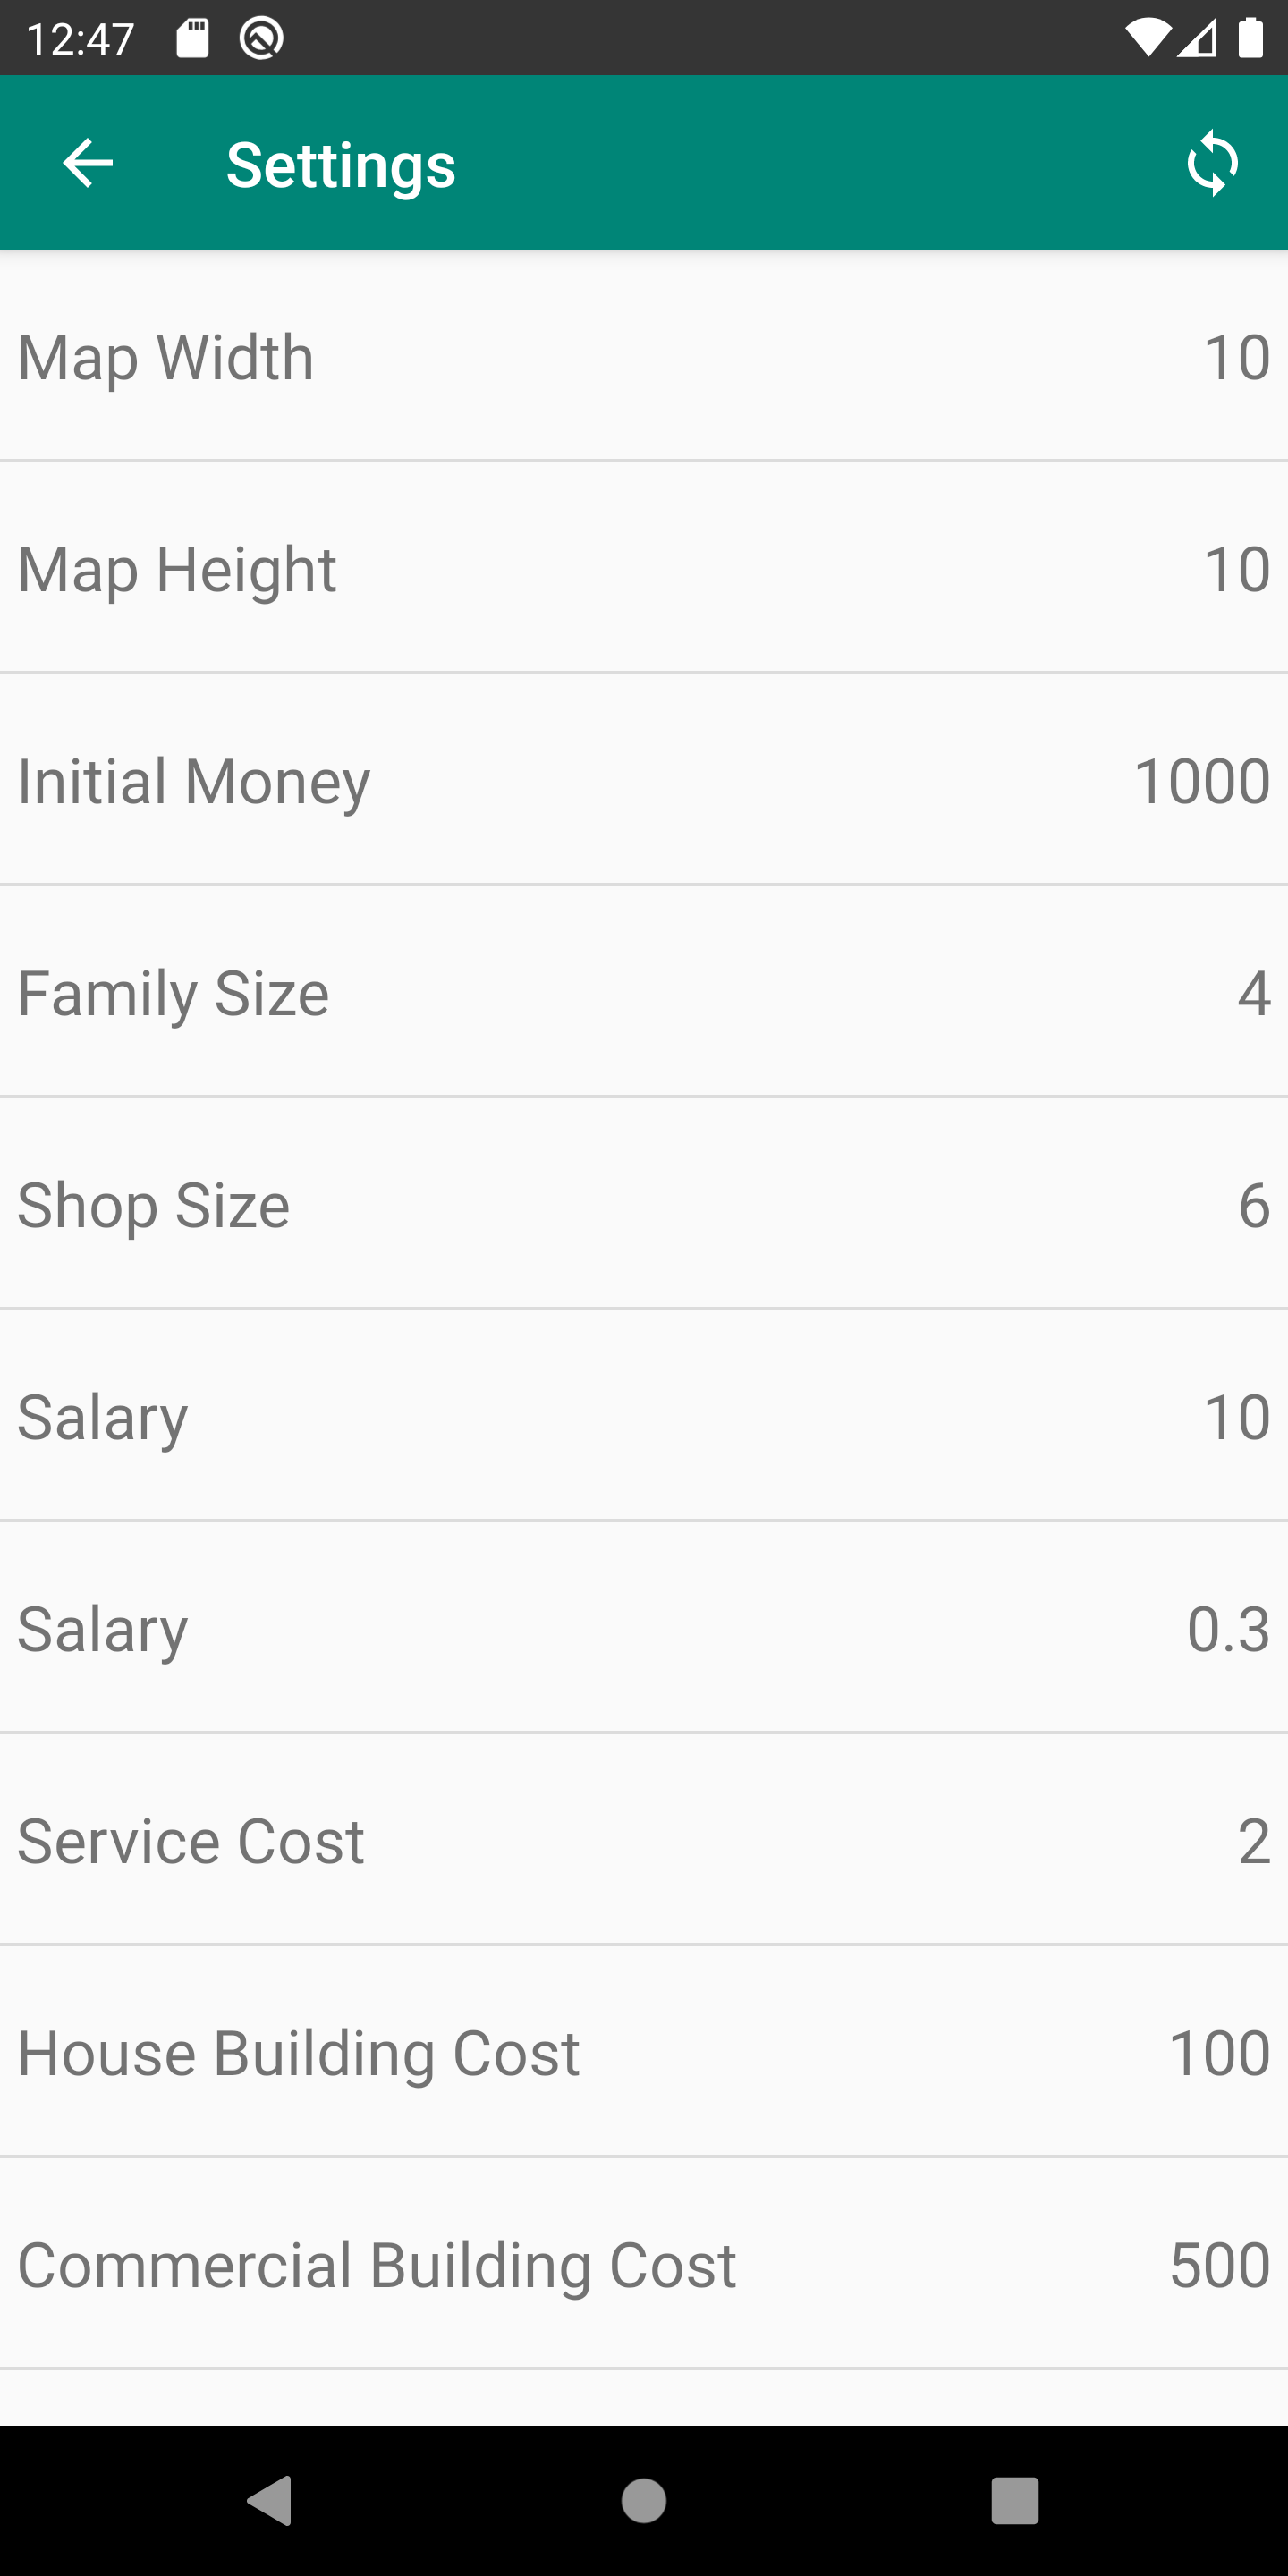 12:47
Settings
Map Width 10
Map Height 10
Initial Money 1000
Family Size 4
Shop Size 6
Salary 10
Salary 0.3
Service Cost 2
House Building Cost 100
Commercial Building Cost 500